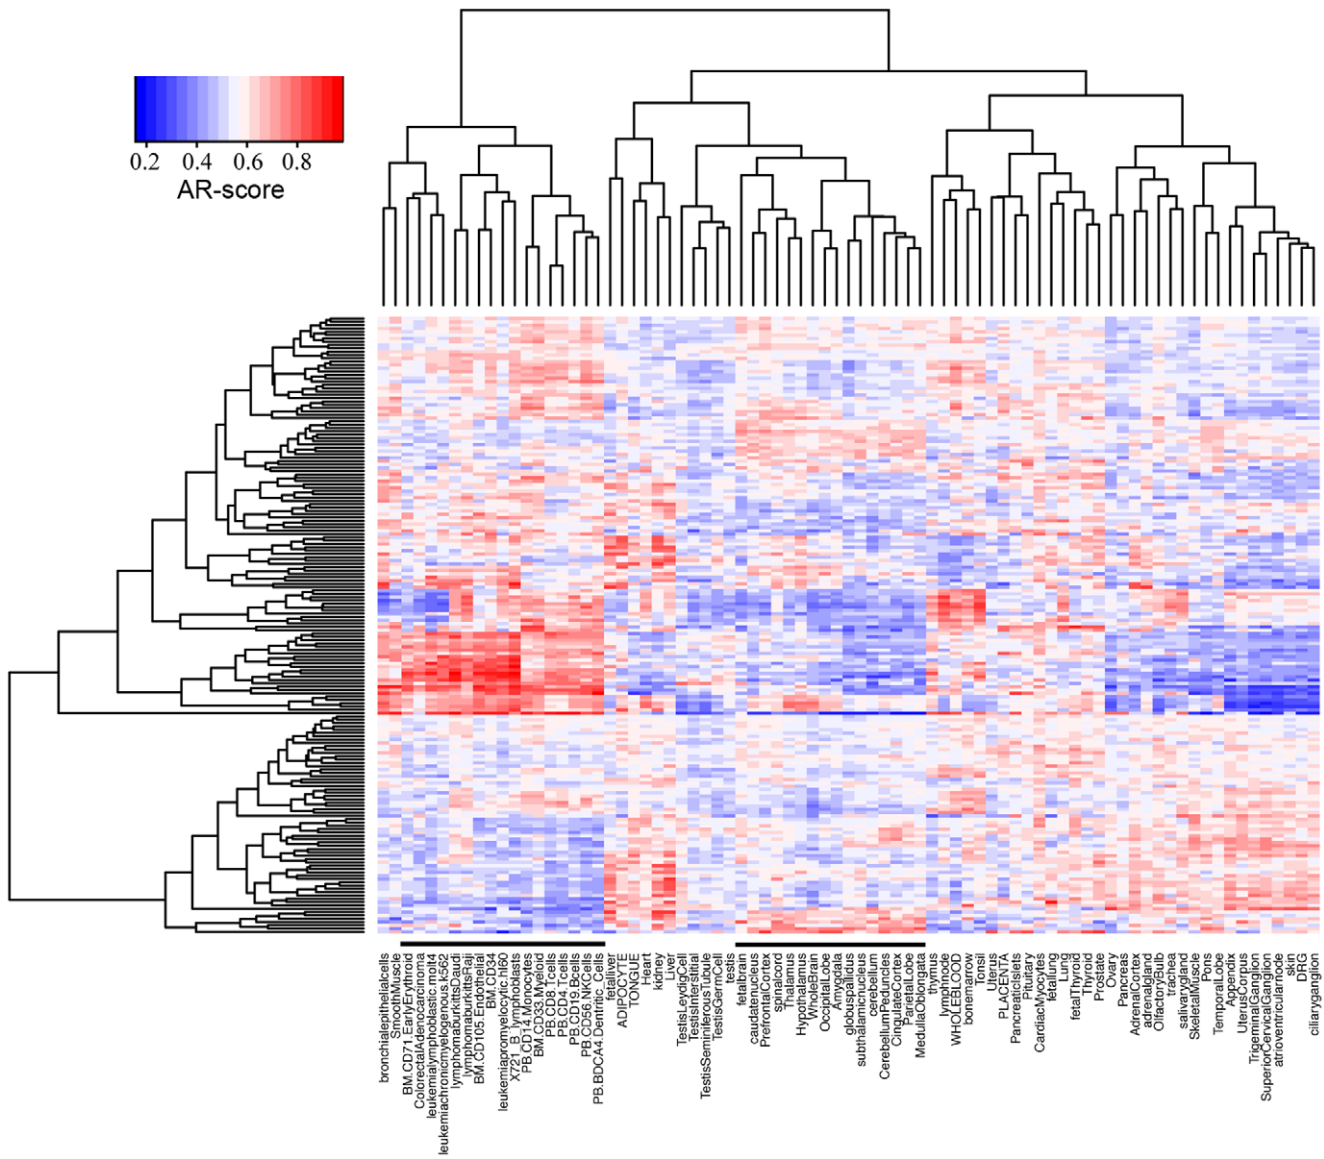 0.2 0.4 0.6 0.8
AR-score
bronchialepithelialcells
SmoothMuscle
BM.CD71.EarlyErythroid
ColorectalAdenocarcinoma
leukemialymphoblastic.molt4
leukemiachronicmyelogenous.k562
lymphomaburkittsDaudi
lymphomaburkittsRaji
BM.CD105.Endothelial
BM.CD34
leukemiapromyelocytic.hl60
X721_B_lymphoblasts
PB.CD14.Monocytes
BM.CD33.Myeloid
PB.CD8.Tcells
PB.CD4.Tcells
PB.CD19.Bcells
PB.CD56.NKCells
PB.BDCA4.Dentritic_Cells
fetalliver
ADIPOCYTE
TONGUE
Heart
kidney
Liver
TestisLeydigCell
TestisInterstitial
TestisSeminiferousTubule
TestisGermCell
testis
fetalbrain
caudatenucleus
PrefrontalCortex
spinalcord
Thalamus
Hypothalamus
WholeBrain
OccipitalLobe
Amygdala
globuspallidus
subthalamicnucleus
cerebellum
CerebellumPeduncles
CingulateCortex
ParietalLobe
MedullaOblongata
thymus
lymphnode
WHOLEBLOOD
bonemarrow
Tonsil
Uterus
PLACENTA
PancreaticIslets
Pituitary
CardiacMyocytes
fetallung
Lung
fetalThyroid
Thyroid
Prostate
Ovary
Pancreas
AdrenalCortex
adrenalgland
OlfactoryBulb
trachea
salivarygland
SkeletalMuscle
Pons
TemporalLobe
Appendix
UterusCorpus
TrigeminalGanglion
SuperiorCervicalGanglion
atrioventricularnode
skin
DRG
ciliaryganglion